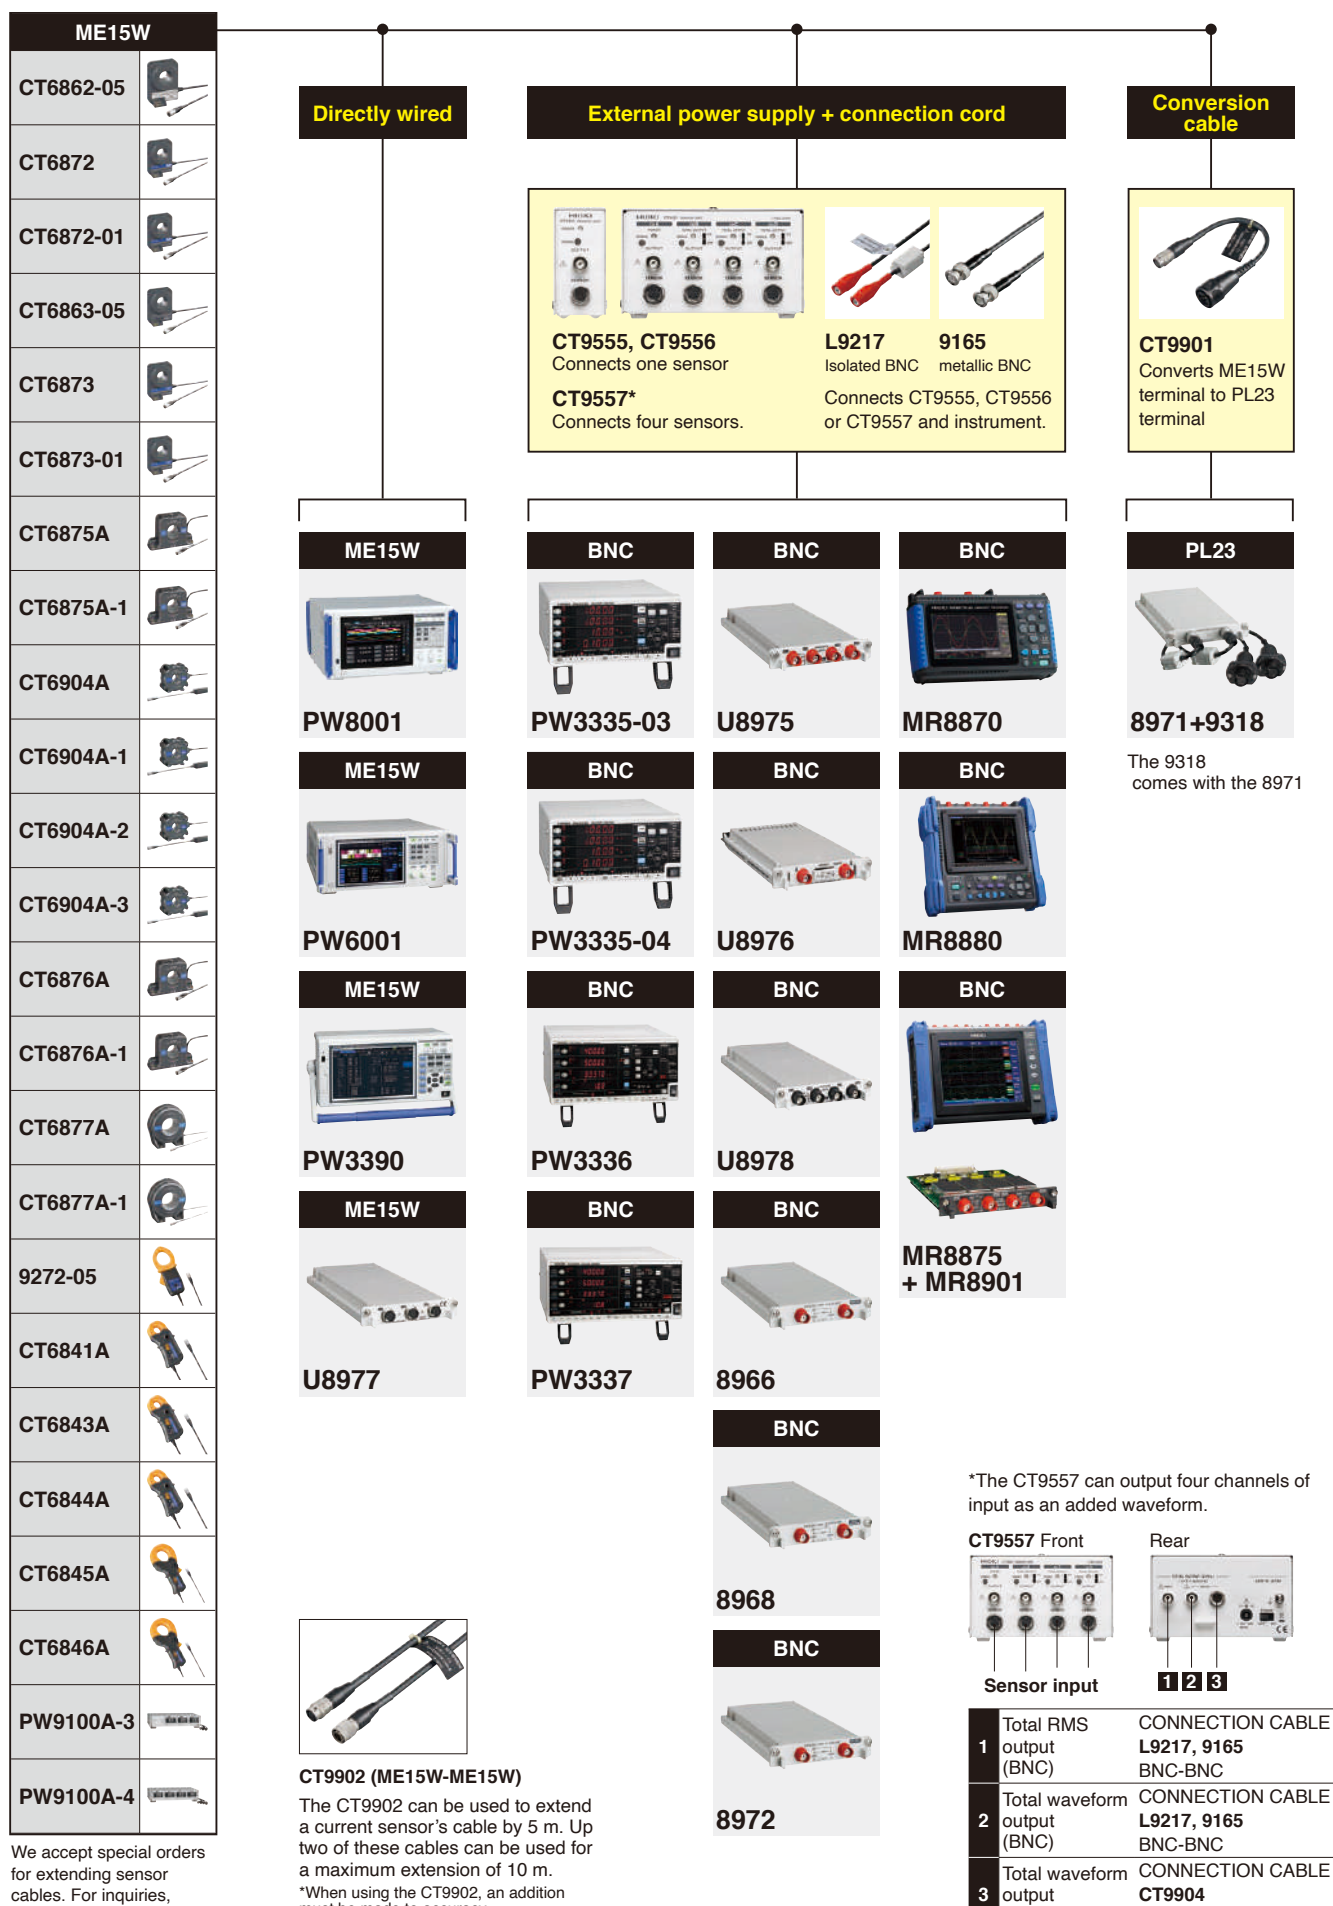 ME15W
CT6862-05
CT6872
CT6872-01
CT6863-05
CT6873
CT6873-01
CT6875A
CT6875A-1
CT6904A
CT6904A-1
CT6904A-2
CT6904A-3
CT6876A
CT6876A-1
CT6877A
CT6877A-1
9272-05
CT6841A
CT6843A
CT6844A
CT6845A
CT6846A
PW9100A-3
PW9100A-4
We accept special orders
for extending sensor
cables. For inquiries,
Directly wired
ME15W
PW8001
ME15W
PW6001
ME15W
PW3390
ME15W
U8977
CT9902 (ME15W-ME15W)
The CT9902 can be used to extend
a current sensor's cable by 5 m. Up
two of these cables can be used for
a maximum extension of 10 m.
*When using the CT9902, an addition
must be made to accuracy
External power supply + connection cord
CT9555, CT9556
Connects one sensor
CT9557*
Connects four sensors.
L9217
Isolated BNC
9165
metallic BNC
Connects CT9555, CT9556
or CT9557 and instrument.
BNC
PW3335-03
BNC
PW3335-04
BNC
PW3336
BNC
PW3337
BNC
U8975
BNC
U8976
BNC
U8978
BNC
8966
BNC
8968
BNC
8972
BNC
MR8870
BNC
MR8880
BNC
MR8875
+ MR8901
Conversion
cable
CT9901
Converts ME15W
terminal to PL23
terminal
PL23
8971+9318
The 9318
comes with the 8971
*The CT9557 can output four channels of
input as an added waveform.
CT9557 Front
Rear
Sensor input
1 2 3
1
Total RMS
output
(BNC)
CONNECTION CABLE
L9217, 9165
BNC-BNC
2
Total waveform
output
(BNC)
CONNECTION CABLE
L9217, 9165
BNC-BNC
3
Total waveform
output
CONNECTION CABLE
CT9904